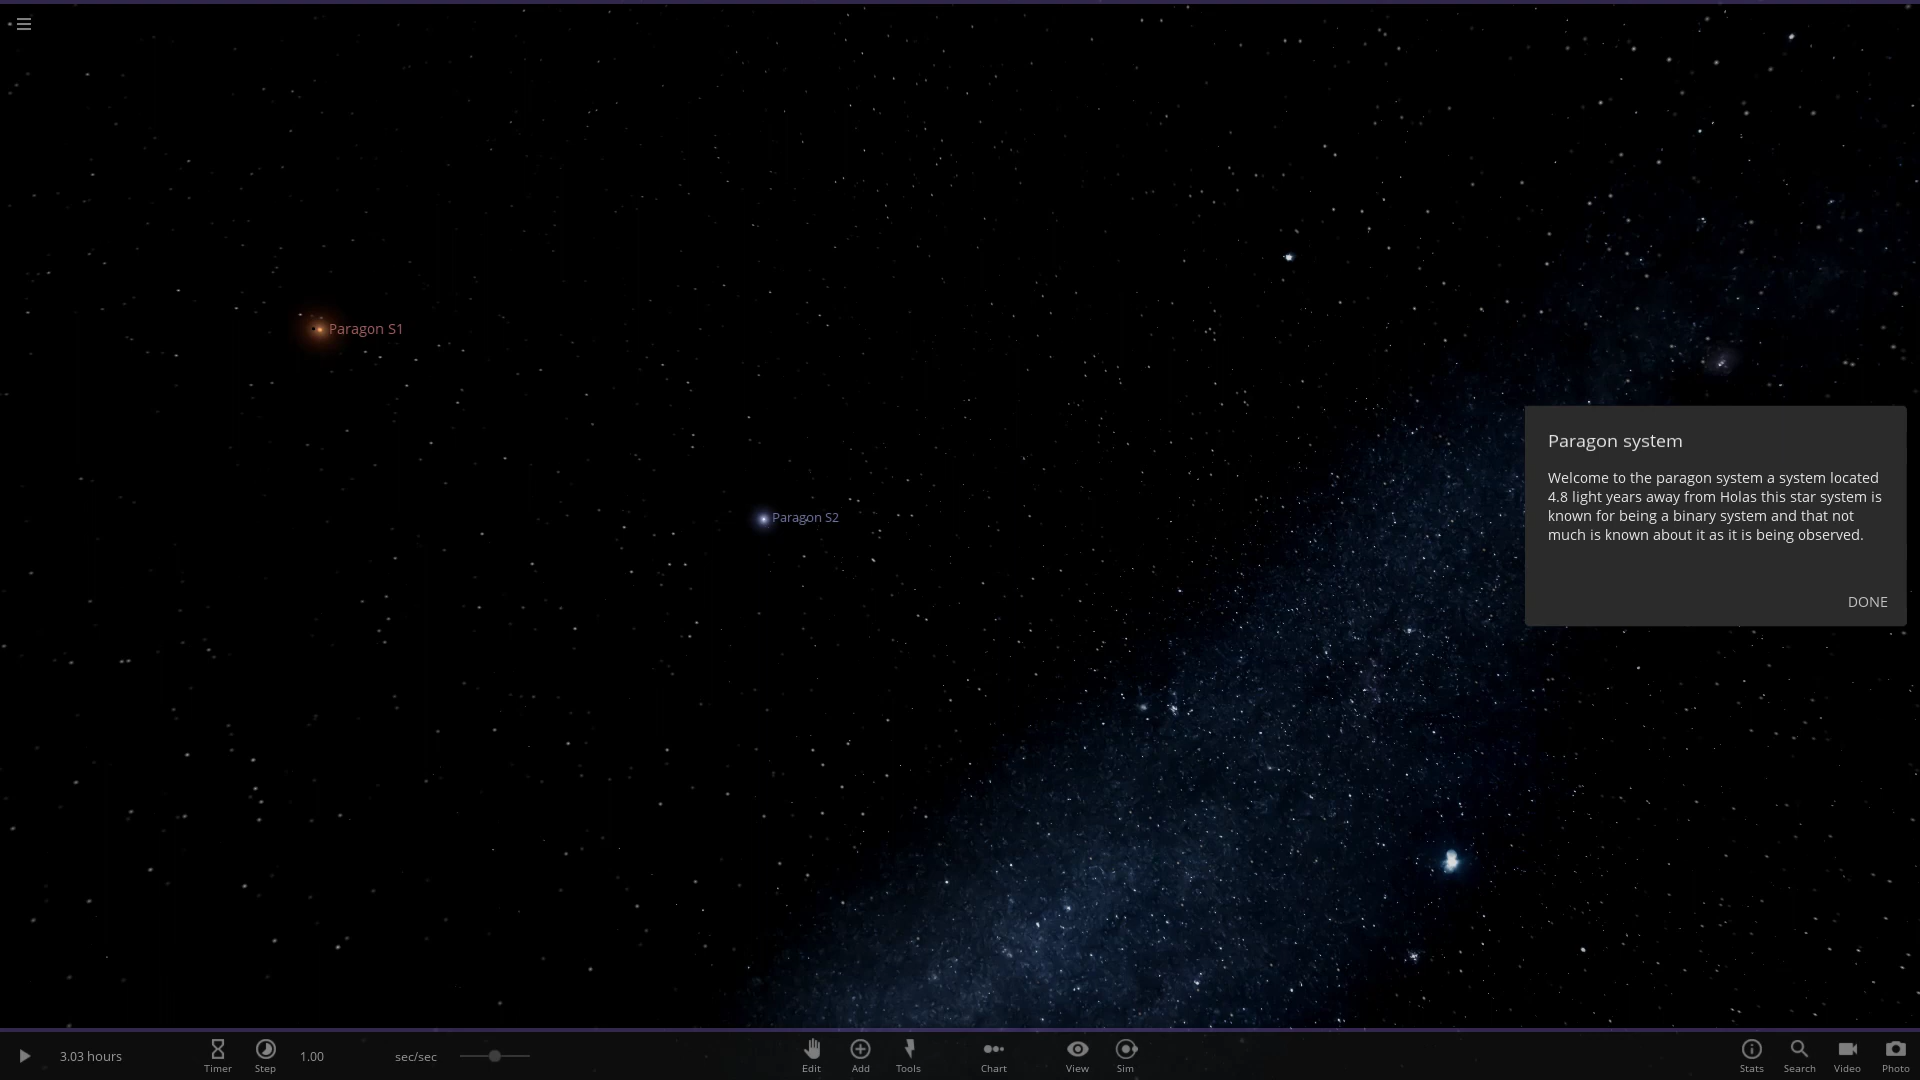 Paragon S1
Paragon S2
Paragon system
Welcome to the paragon system a system located
4.8 light years away from Holas this star system is
known for being a binary system and that not
much is known about it as it is being observed.
DONE
3.03 hours
Timer
Step
1.00
sec/sec
Edit
Add
Tools
Chart
View
Sim
Stats
Search
Video
Photo